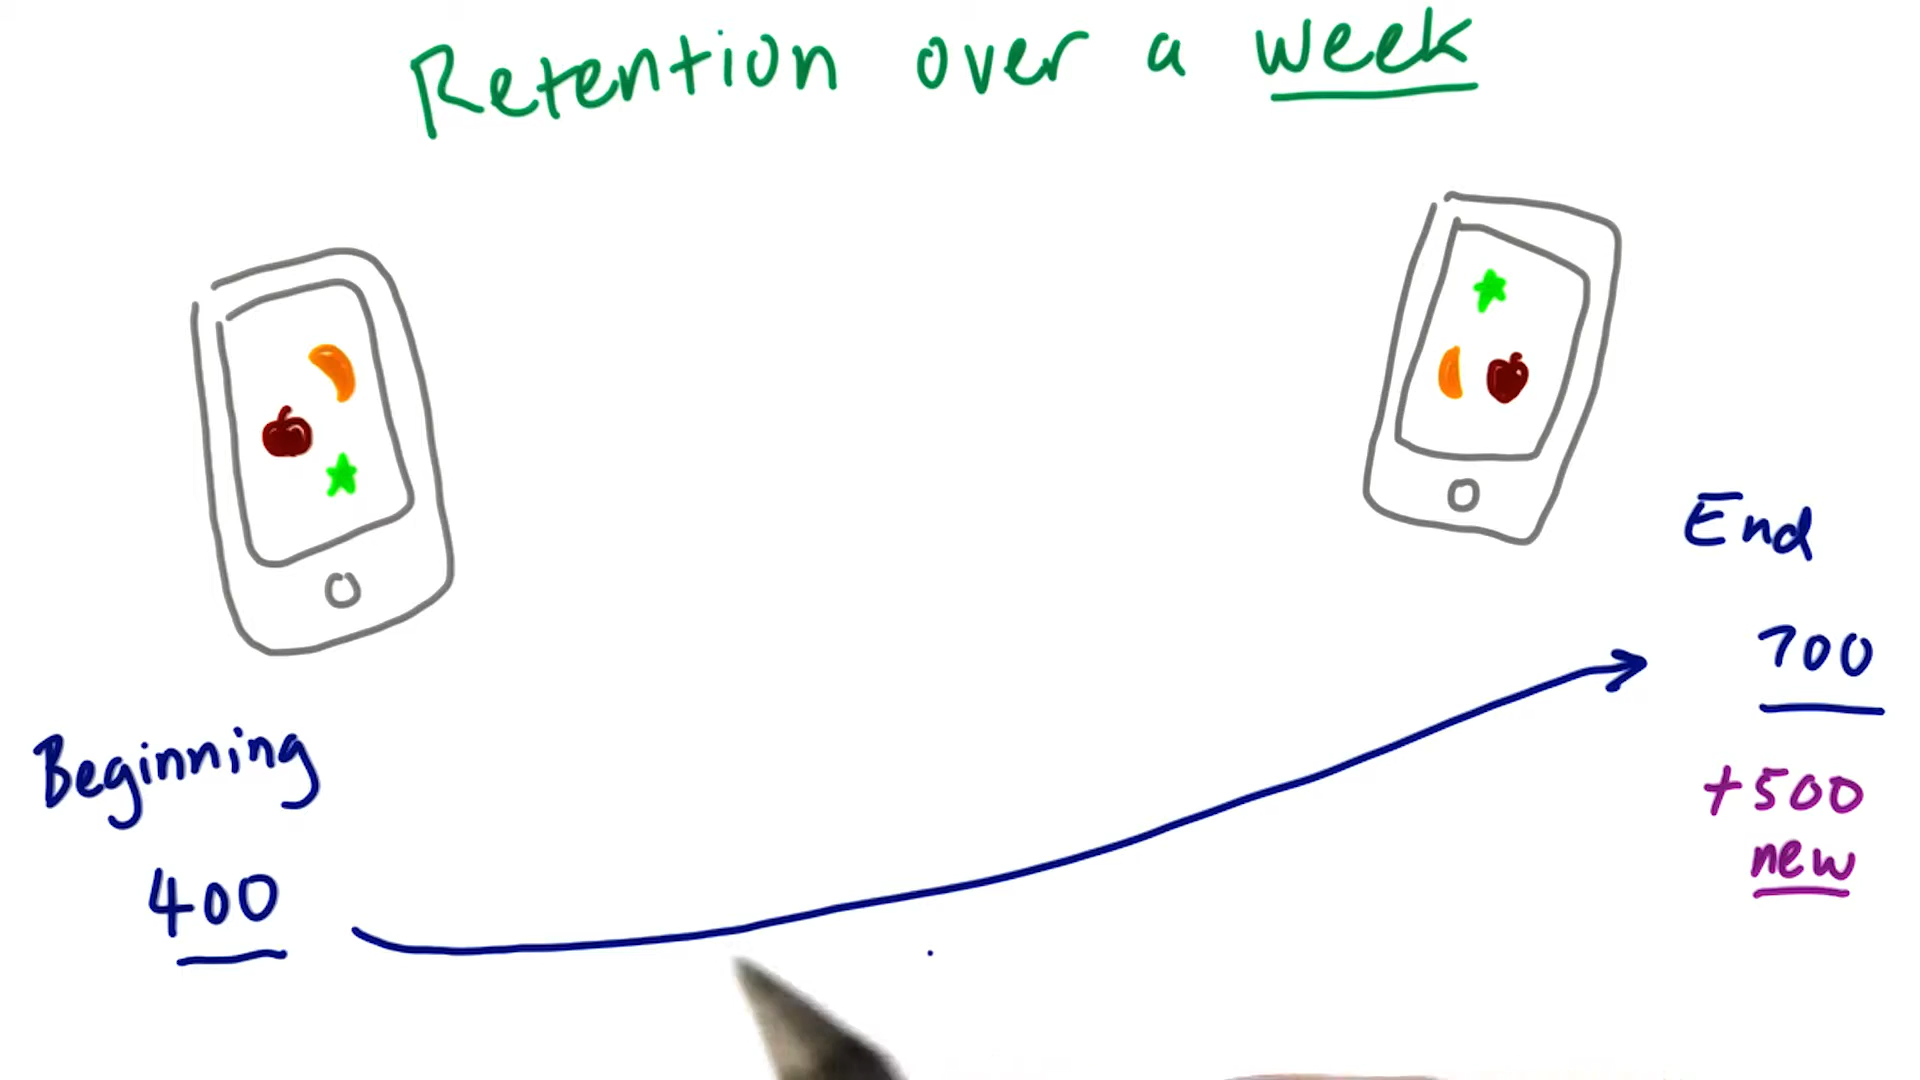 Retention over a week
Beginning
400
End
700
+500
new